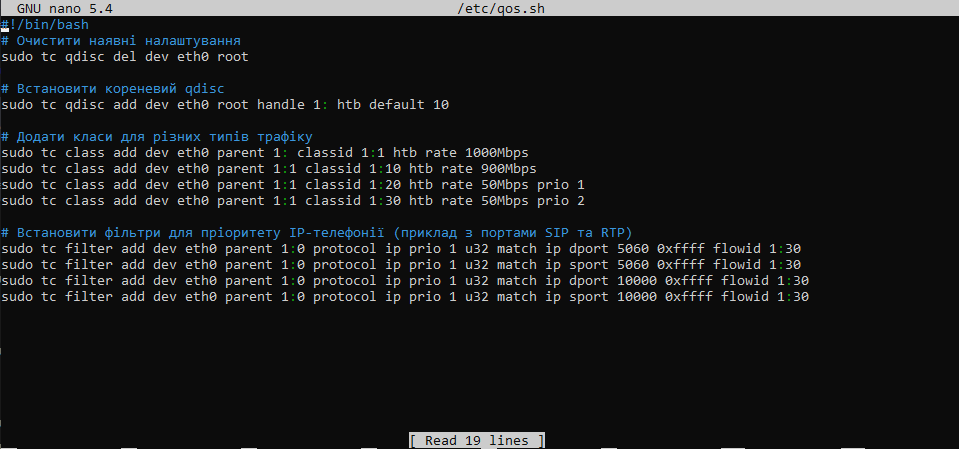 GNU nano 5.4 /etc/qos.sh
#!/bin/bash
# Очистити наявні налаштування
sudo tc qdisc del dev eth0 root
# Встановити кореневий qdisc
sudo tc qdisc add dev eth0 root handle 1: htb default 10
# Додати класи для різних типів трафіку
sudo tc class add dev eth0 parent 1: classid 1:1 htb rate 1000Mbps
sudo tc class add dev eth0 parent 1:1 classid 1:10 htb rate 900Mbps
sudo tc class add dev eth0 parent 1:1 classid 1:20 htb rate 50Mbps prio 1
sudo tc class add dev eth0 parent 1:1 classid 1:30 htb rate 50Mbps prio 2
# Встановити фільтри для пріоритету IP-телефонії (приклад з портами SIP та RTP)
sudo tc filter add dev eth0 parent 1:0 protocol ip prio 1 u32 match ip dport 5060 0xffff flowid 1:30
sudo tc filter add dev eth0 parent 1:0 protocol ip prio 1 u32 match ip sport 5060 0xffff flowid 1:30
sudo tc filter add dev eth0 parent 1:0 protocol ip prio 1 u32 match ip dport 10000 0xffff flowid 1:30
sudo tc filter add dev eth0 parent 1:0 protocol ip prio 1 u32 match ip sport 10000 0xffff flowid 1:30
[ Read 19 lines ]